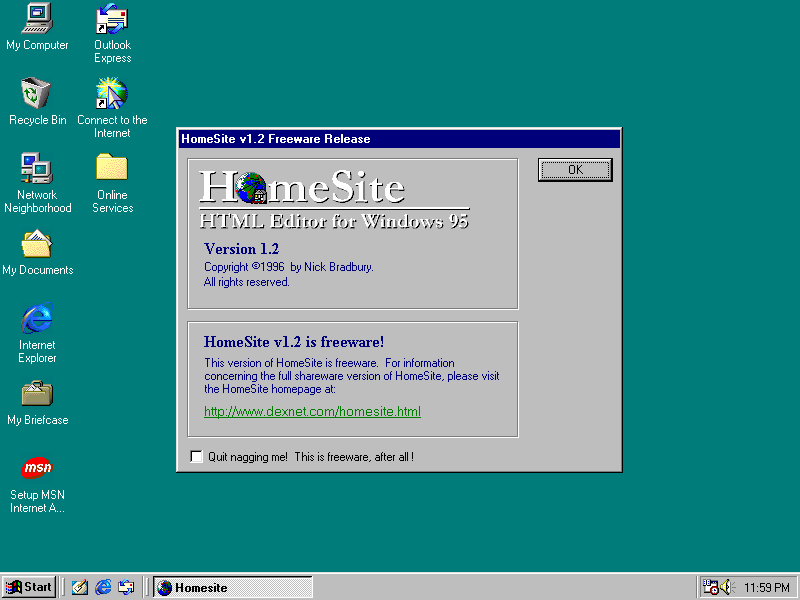 My Computer
Outlook
Express
Recycle Bin
Connect to the
Internet
Network
Neighborhood
Online
Services
My Documents
Internet
Explorer
My Briefcase
msn
Setup MSN
Internet A...
HomeSite v1.2 Freeware Release
OK
HomeSite
HTML Editor for Windows 95
Version 1.2
Copyright ©1996 by Nick Bradbury.
All rights reserved.
HomeSite v1.2 is freeware!
This version of HomeSite is freeware. For information
concerning the full shareware version of HomeSite, please visit
the HomeSite homepage at:
http://www.dexnet.com/homesite.html
Quit nagging me! This is freeware, after all!
Start
Homesite
11:59 PM